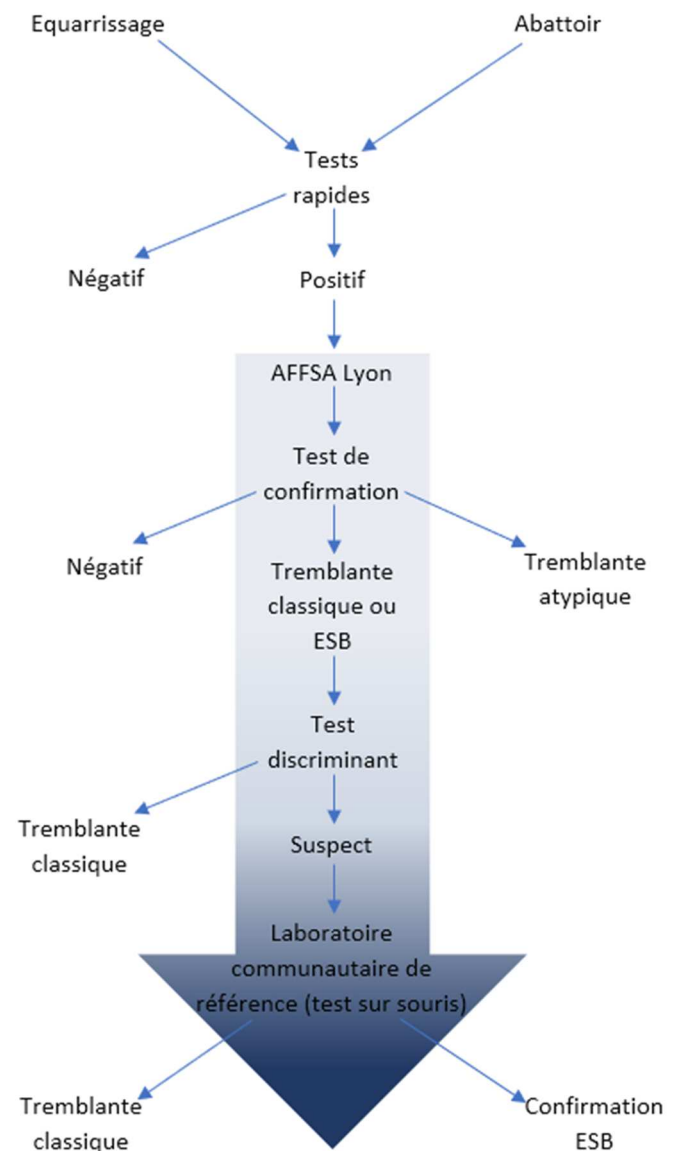 Equarrissage
Abattoir
Tests
rapides
Négatif
Positif
AFFSA Lyon
Test de
confirmation
Négatif
Tremblante
classique ou
ESB
Tremblante
atypique
Test
discriminant
Tremblante
classique
Suspect
Laboratoire
communautaire de
référence (test sur souris)
Tremblante
classique
Confirmation
ESB